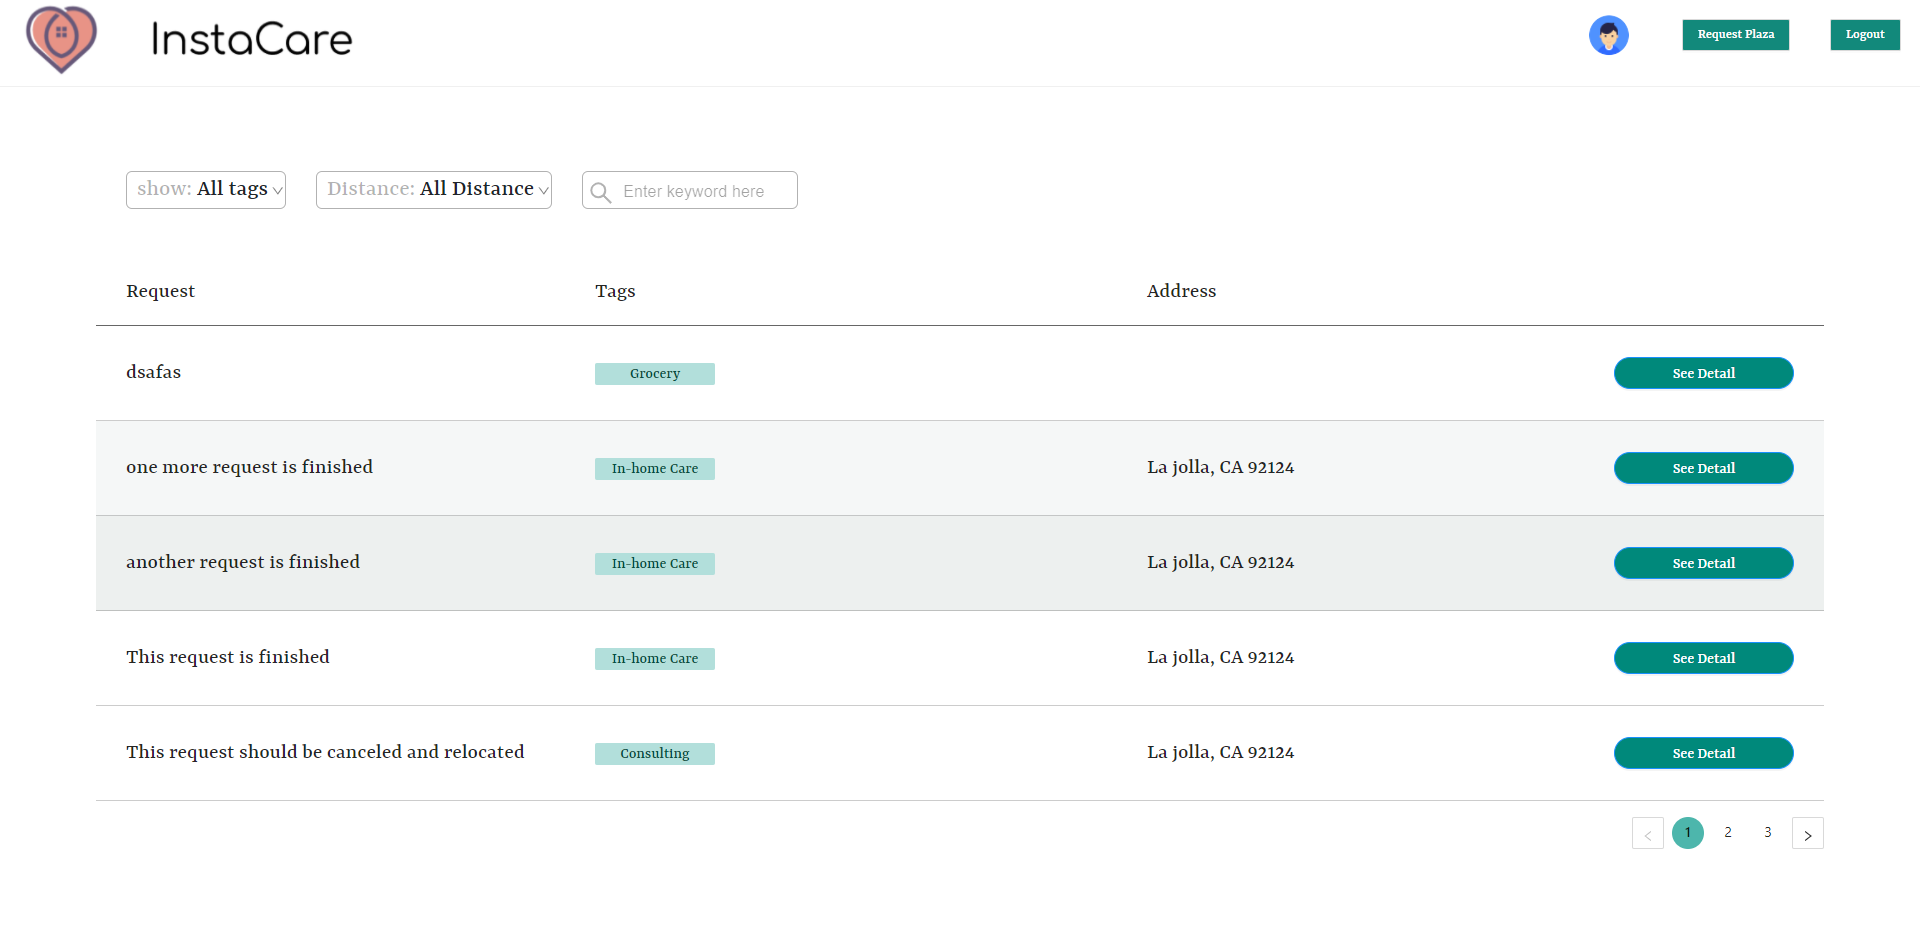 InstaCare
Request Plaza
Logout
show: All tags
Distance: All Distance
Enter keyword here
Request Tags Address
dsafas Grocery See Detail
one more request is finished In-home Care La jolla, CA 92124 See Detail
another request is finished In-home Care La jolla, CA 92124 See Detail
This request is finished In-home Care La jolla, CA 92124 See Detail
This request should be canceled and relocated Consulting La jolla, CA 92124 See Detail
< 1 2 3 >